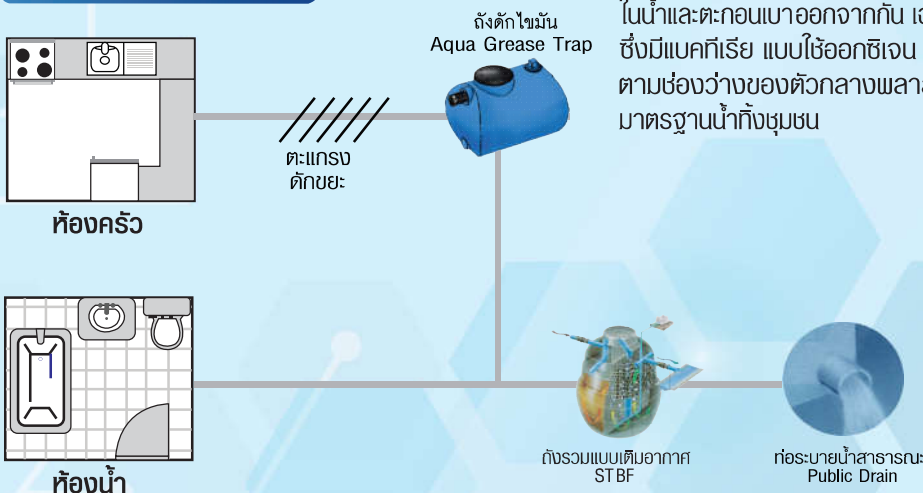 ในน้ำและตะกอนเบาออกจากกัน
ซึ่งมีแบคทีเรีย แบบใช้ออกซิเจน
ตามช่องว่างของตัวกลาง
มาตรฐานน้ำทิ้งชุมชน
ถังดักไขมัน
Aqua Grease Trap
ตะแกรง
ดักขยะ
ห้องครัว
ห้องน้ำ
ถังรวมแบบเติมอากาศ
STBF
ท่อระบายน้ำสาธารณะ
Public Drain